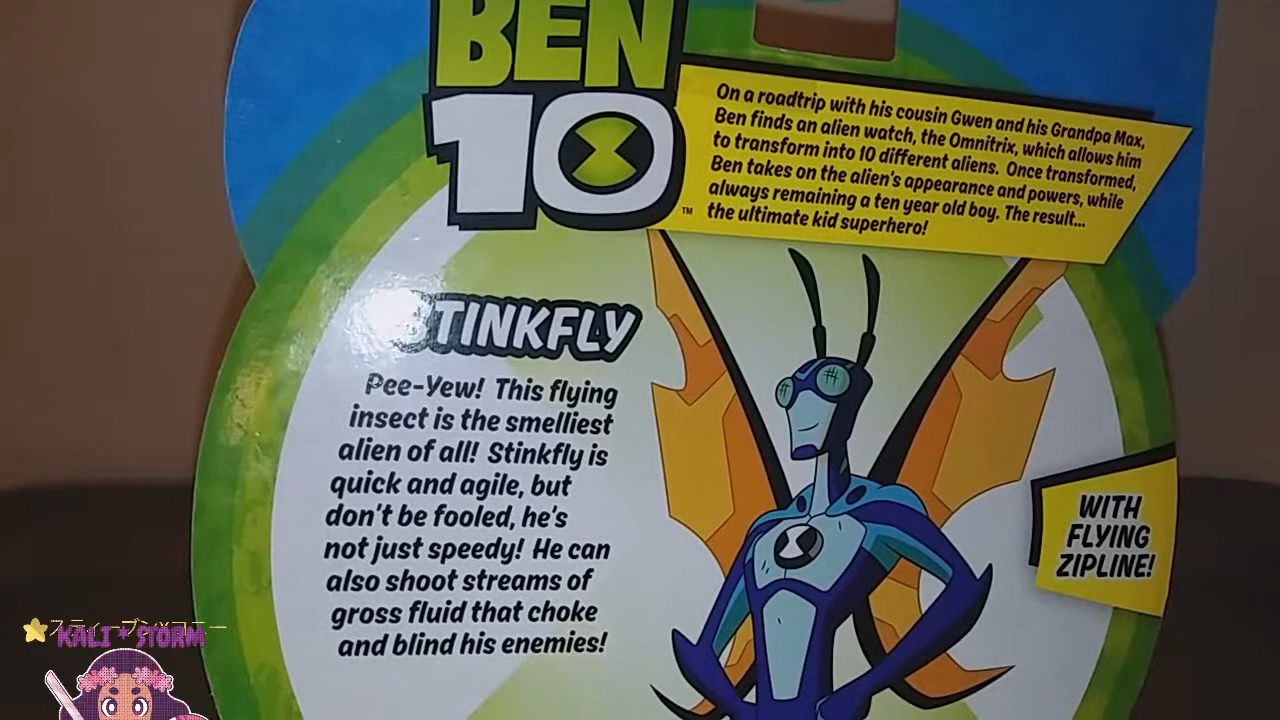 BEN
10
TM
On a roadtrip with his cousin Gwen and his Grandpa Max,
Ben finds an alien watch, the Omnitrix, which allows him
to transform into 10 different aliens. Once transformed,
Ben takes on the alien's appearance and powers, while
always remaining a ten year old boy. The result...
the ultimate kid superhero!
STINKFLY
Pee-Yew! This flying
insect is the smelliest
alien of all! Stinkfly is
quick and agile, but
don't be fooled, he's
not just speedy! He can
also shoot streams of
gross fluid that choke
and blind his enemies!
WITH
FLYING
ZIPLINE!
KALI STORM